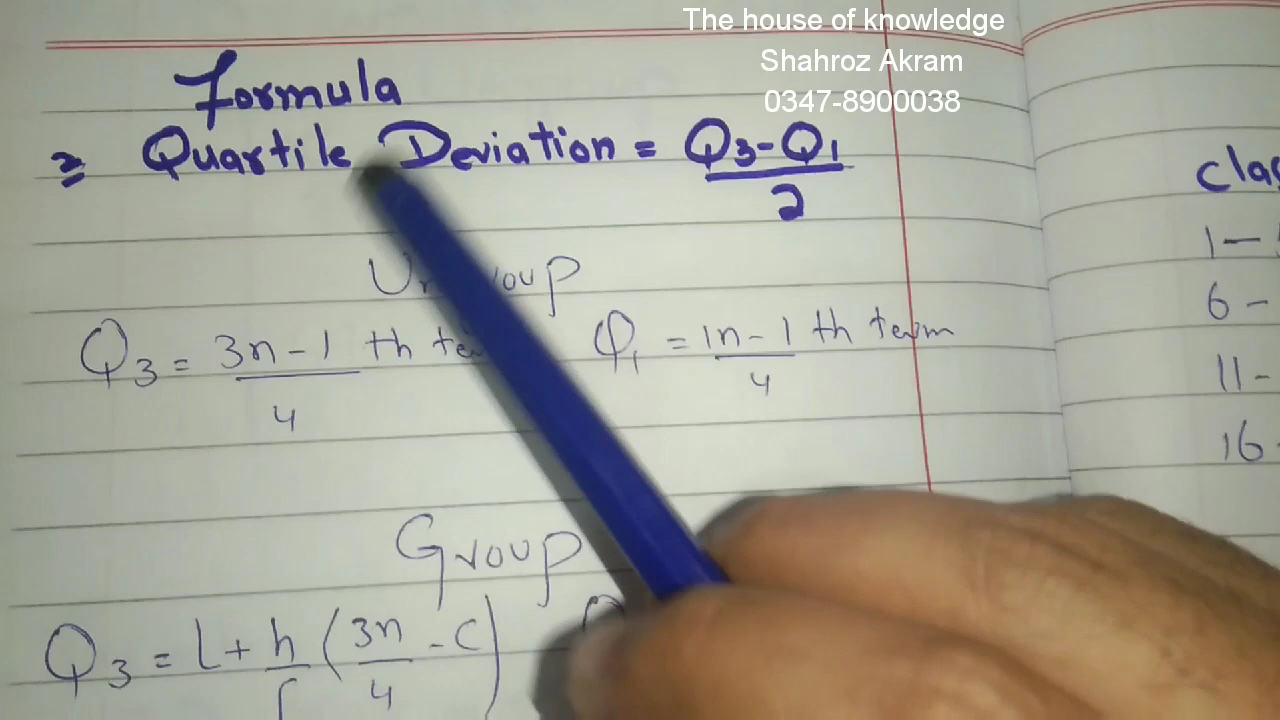 The house of knowledge
Shahroz Akram
0347-8900038
Formula
⇒ Quartile Deviation = Q3-Q1/2
Q3 = 3n-1/4 th
Q1 = 1n-1/4 th term
Group
Q3 = L+h/f (3n/4 -C)
1-
6-
11-
16